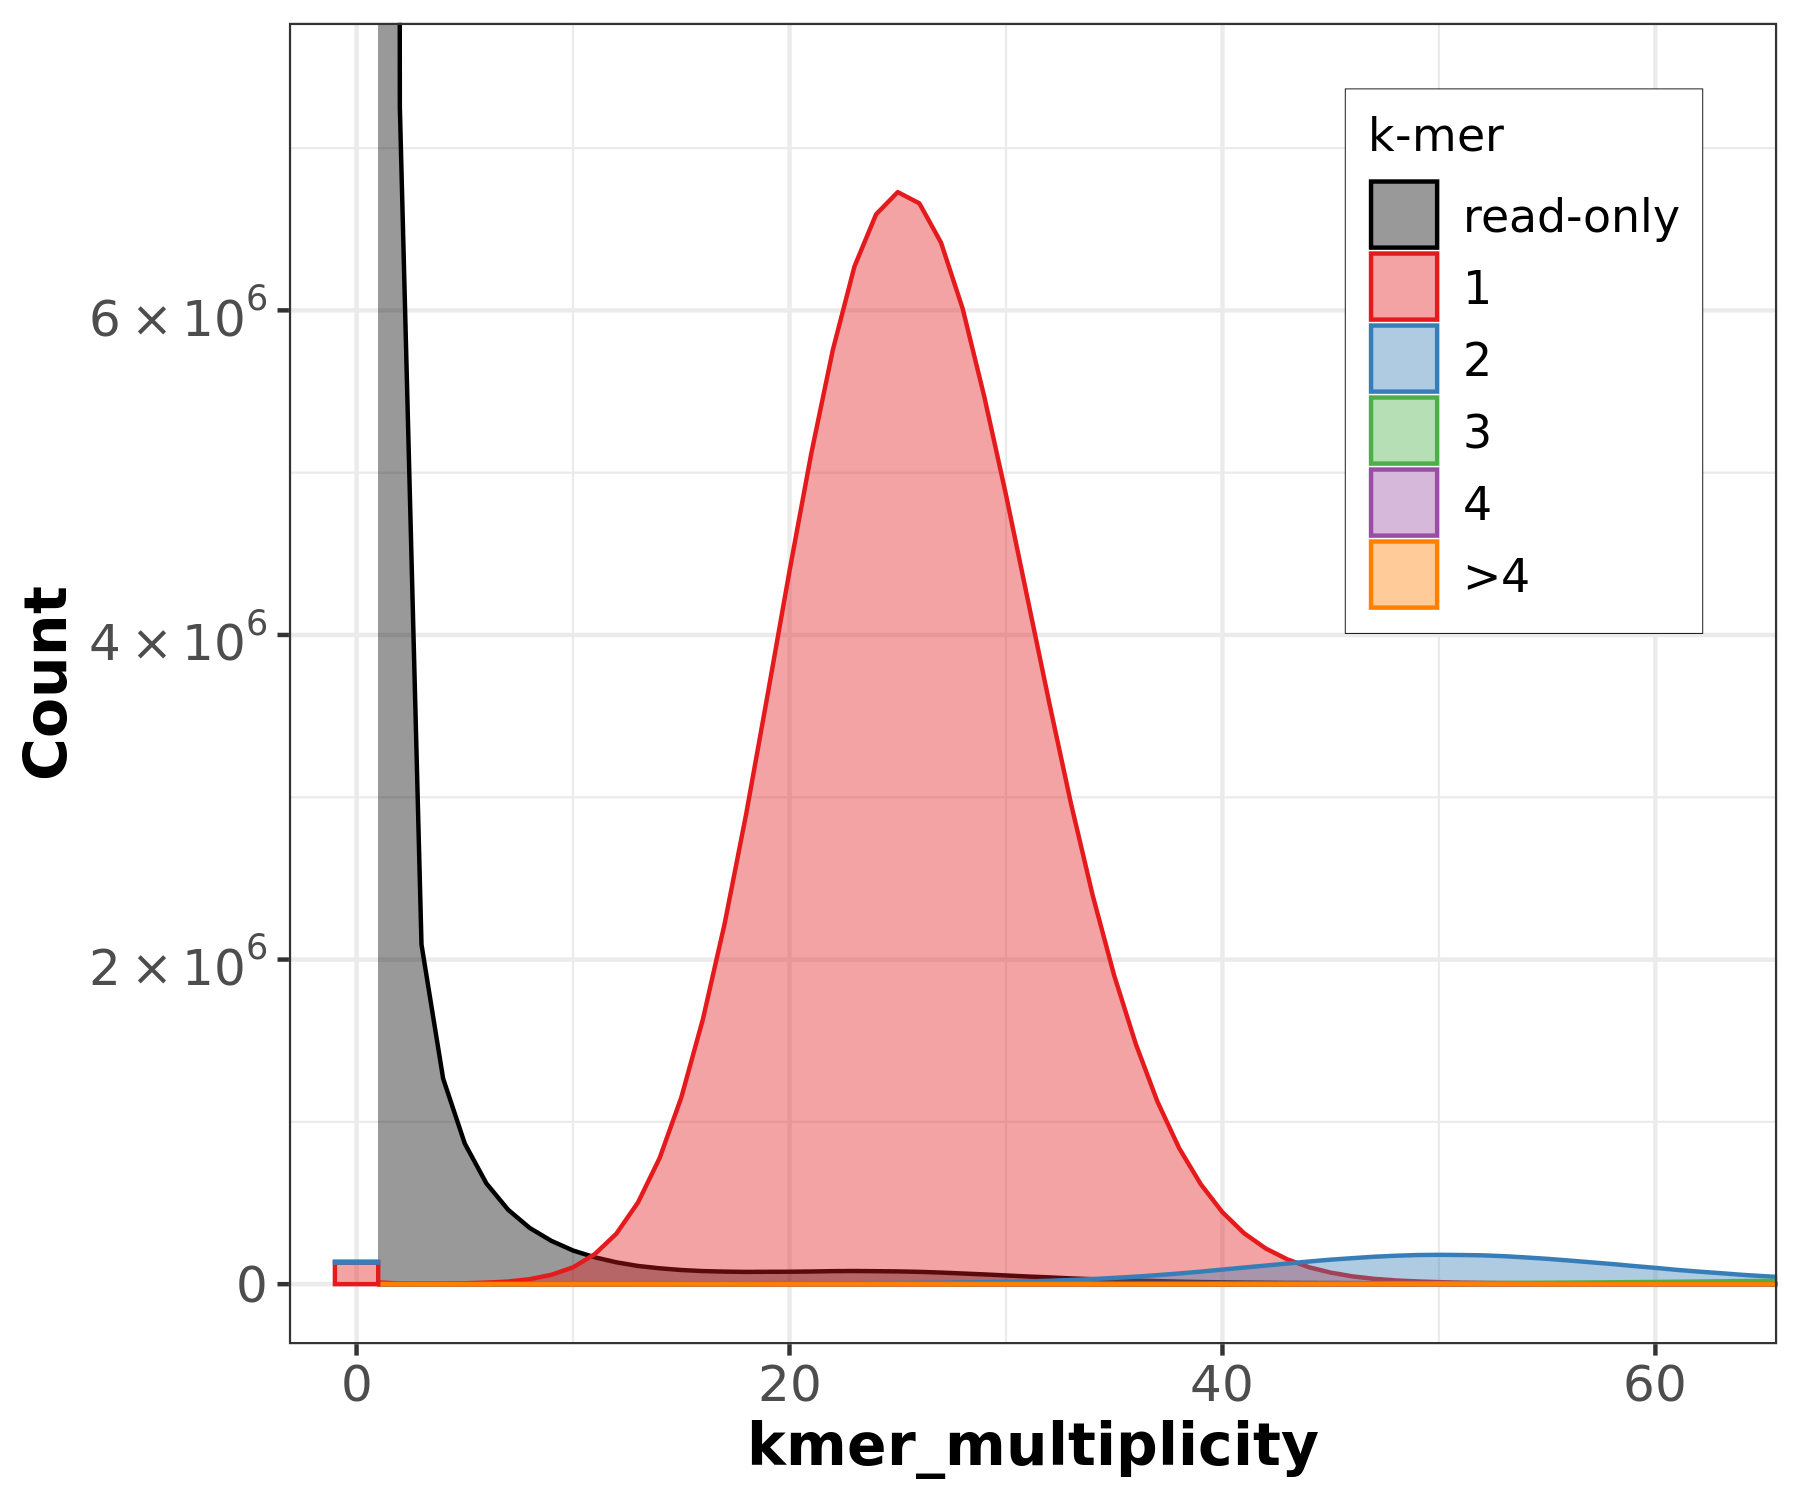 k-mer
read-only
1
2
3
4
>4
Count
6 × 10⁶
4 × 10⁶
2 × 10⁶
0
0 20 40 60
kmer_multiplicity